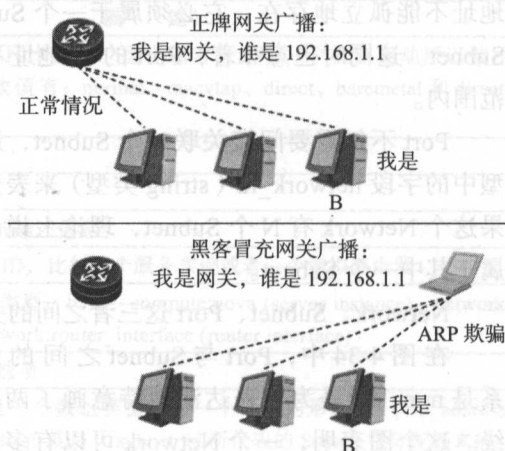 正牌网关广播：
我是网关，谁是 192.168.1.1
正常情况
我是
B
黑客冒充网关广播：
我是网关，谁是 192.168.1.1
ARP 欺骗
我是
B